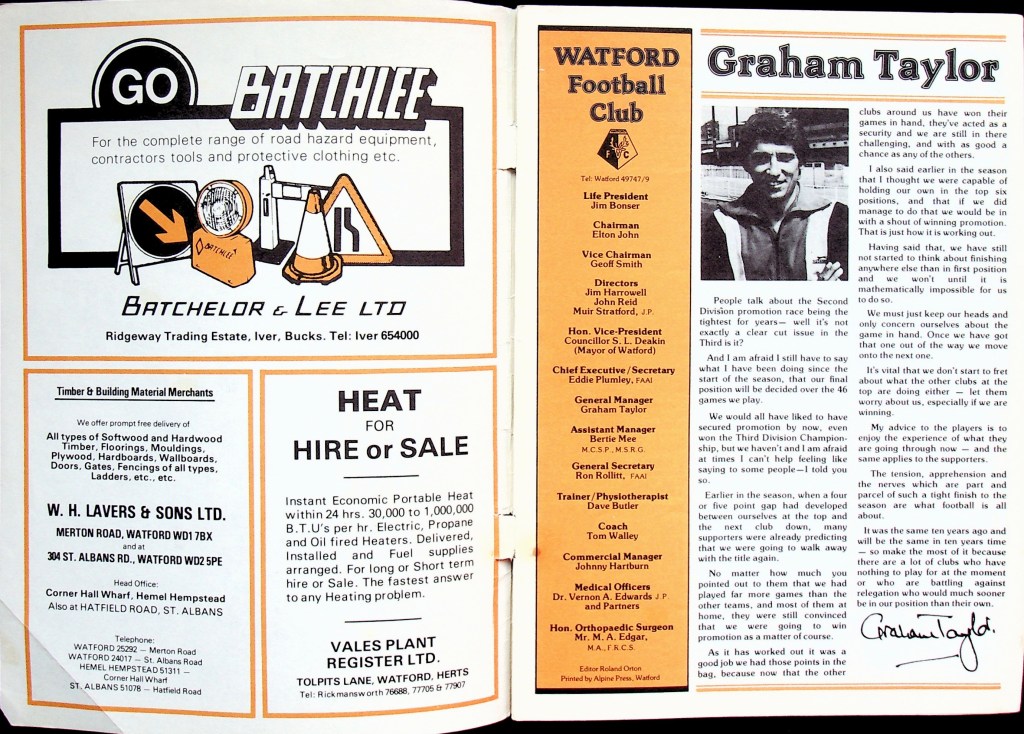 GO
BATCHLEE
For the complete range of road hazard equipment,
contractors tools and protective clothing etc.
BATCHLEE
BATCHELOR & LEE LTD
Ridgeway Trading Estate, Iver, Bucks. Tel: Iver 654000
Timber & Building Material Merchants
We offer prompt free delivery of
All types of Softwood and Hardwood
Timber, Floorings, Mouldings,
Plywood, Hardboards, Wallboards,
Doors, Gates, Fencings of all types,
Ladders, etc., etc.
W. H. LAVERS & SONS LTD.
MERTON ROAD, WATFORD WD1 7BX
and at
304 ST. ALBANS RD., WATFORD WD2 5PE
Head Office:
Corner Hall Wharf, Hemel Hempstead
Also at HATFIELD ROAD, ST. ALBANS
Telephone:
WATFORD 25292 — Merton Road
WATFORD 24017 — St. Albans Road
HEMEL HEMPSTEAD 51311 —
Corner Hall Wharf
ST. ALBANS 51078 — Hatfield Road
HEAT
FOR
HIRE or SALE
Instant Economic Portable Heat
within 24 hrs. 30,000 to 1,000,000
B.T.U's per hr. Electric, Propane
and Oil fired Heaters. Delivered,
Installed and Fuel supplies
arranged. For long or Short term
hire or Sale. The fastest answer
to any Heating problem.
VALES PLANT
REGISTER LTD.
TOLPITS LANE, WATFORD, HERTS
Tel: Rickmansworth 76688, 77705 & 77907
WATFORD
Football
Club
F C
Tel: Watford 49747/9
Life President
Jim Bonser
Chairman
Elton John
Vice Chairman
Geoff Smith
Directors
Jim Harrowell
John Reid
Muir Stratford, J.P.
Hon. Vice-President
Councillor S. L. Deakin
(Mayor of Watford)
Chief Executive/Secretary
Eddie Plumley, FAAI
General Manager
Graham Taylor
Assistant Manager
Bertie Mee
M.C.S.P., M.S.R.G.
General Secretary
Ron Rollitt, FAAI
Trainer/Physiotherapist
Dave Butler
Coach
Tom Walley
Commercial Manager
Johnny Hartburn
Medical Officers
Dr. Vernon A. Edwards J.P.
and Partners
Hon. Orthopaedic Surgeon
Mr. M. A. Edgar,
M.A., F.R.C.S.
Editor Roland Orton
Printed by Alpine Press, Watford
Graham Taylor
People talk about the Second
Division promotion race being the
tightest for years— well it's not
exactly a clear cut issue in the
Third is it?
And I am afraid I still have to say
what I have been doing since the
start of the season, that our final
position will be decided over the 46
games we play.
We would all have liked to have
secured promotion by now, even
won the Third Division Champion-
ship, but we haven't and I am afraid
at times I can't help feeling like
saying to some people—I told you
so.
Earlier in the season, when a four
or five point gap had developed
between ourselves at the top and
the next club down, many
supporters were already predicting
that we were going to walk away
with the title again.
No matter how much you
pointed out to them that we had
played far more games than the
other teams, and most of them at
home, they were still convinced
that we were going to win
promotion as a matter of course.
As it has worked out it was a
good job we had those points in the
bag, because now that the other
clubs around us have won their
games in hand, they've acted as a
security and we are still in there
challenging, and with as good a
chance as any of the others.
I also said earlier in the season
that I thought we were capable of
holding our own in the top six
positions, and that if we did
manage to do that we would be in
with a shout of winning promotion.
That is just how it is working out.
Having said that, we have still
not started to think about finishing
anywhere else than in first position
and we won't until it is
mathematically impossible for us
to do so.
We must just keep our heads and
only concern ourselves about the
game in hand. Once we have got
that one out of the way we move
onto the next one.
It's vital that we don't start to fret
about what the other clubs at the
top are doing either — let them
worry about us, especially if we are
winning.
My advice to the players is to
enjoy the experience of what they
are going through now — and the
same applies to the supporters.
The tension, apprehension and
the nerves which are part and
parcel of such a tight finish to the
season are what football is all
about.
It was the same ten years ago and
will be the same in ten years time
— so make the most of it because
there are a lot of clubs who have
nothing to play for at the moment
or who are battling against
relegation who would much sooner
be in our position than their own.
Graham Taylor.